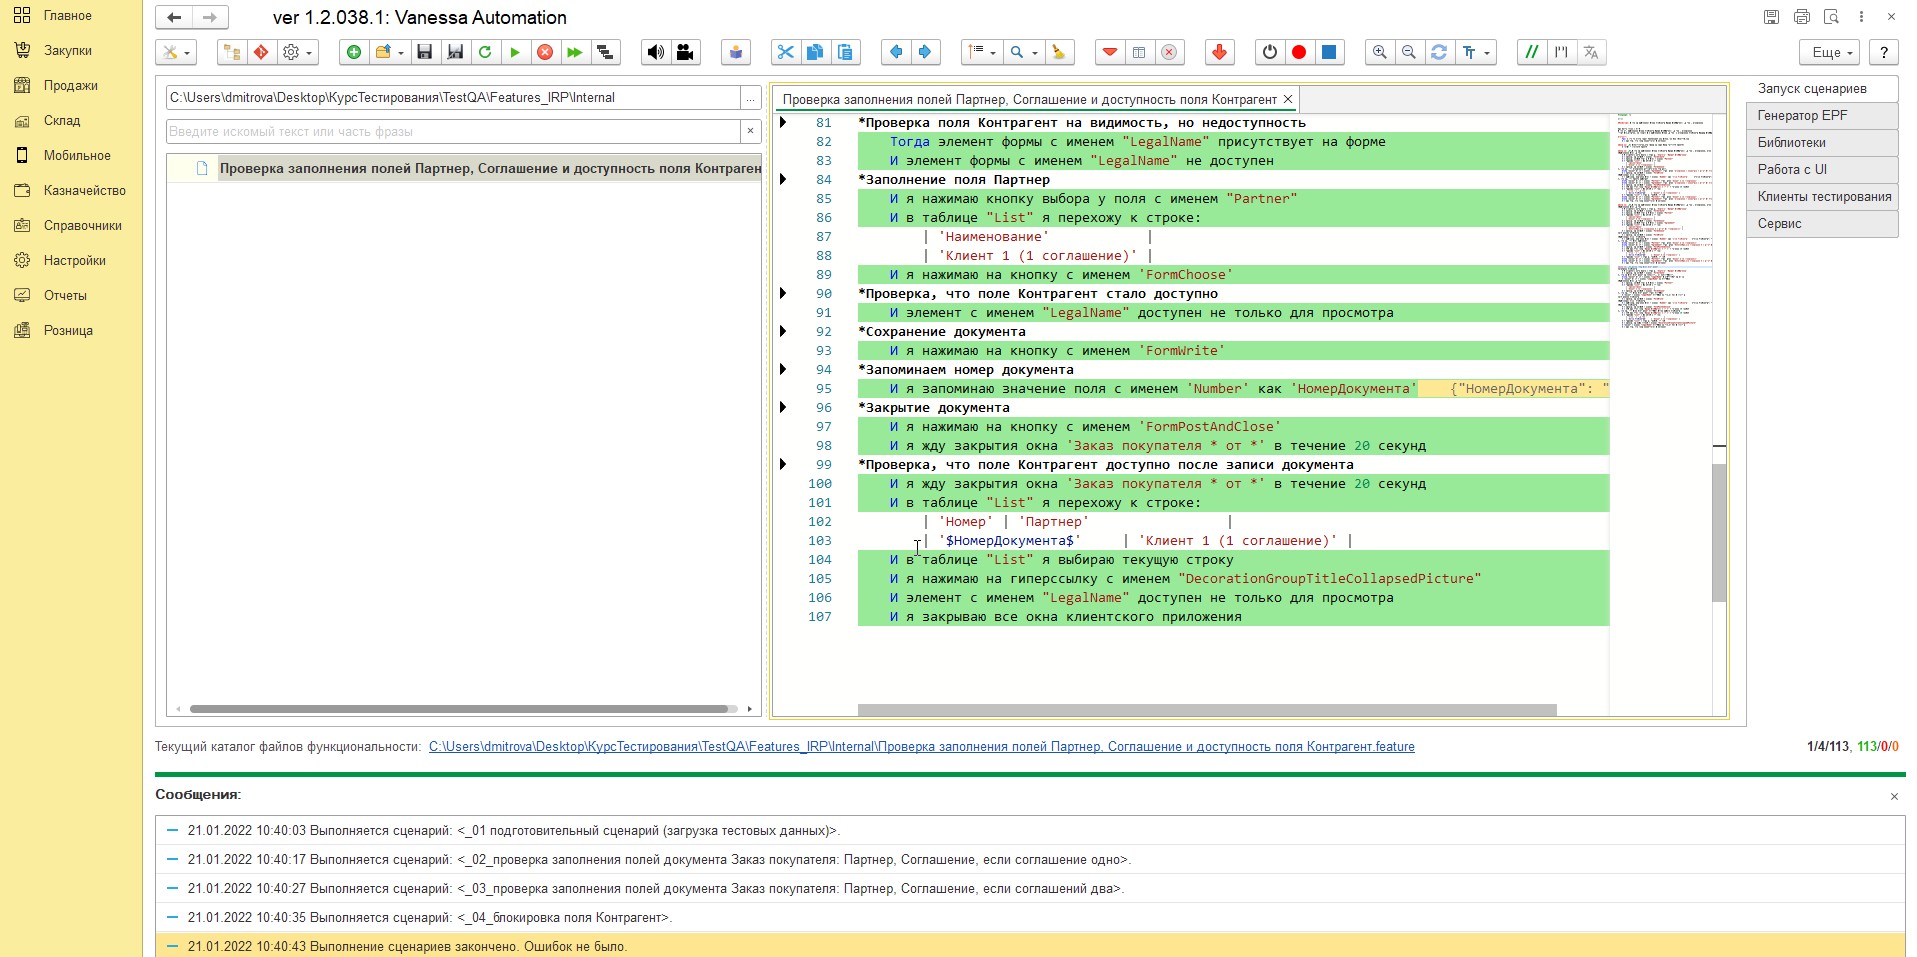 Главное
Закупки
Продажи
Склад
Мобильное
Казначейство
Справочники
Настройки
Отчеты
Розница
ver 1.2.038.1: Vanessa Automation
Еще
?
C:\Users\dmitrova\Desktop\КурсТестирования\TestQA\Features_IRP\Internal
...
Введите искомый текст или часть фразы
Проверка заполнения полей Партнер, Соглашение и доступность поля Контраген
Проверка заполнения полей Партнер, Соглашение и доступность поля Контрагент
81 *Проверка поля Контрагент на видимость, но недоступность
82 Тогда элемент формы с именем "LegalName" присутствует на форме
83 И элемент формы с именем "LegalName" не доступен
84 *Заполнение поля Партнер
85 И я нажимаю кнопку выбора у поля с именем "Partner"
86 И в таблице "List" я перехожу к строке:
87 | 'Наименование' |
88 | 'Клиент 1 (1 соглашение)' |
89 И я нажимаю на кнопку с именем 'FormChoose'
90 *Проверка, что поле Контрагент стало доступно
91 И элемент с именем "LegalName" доступен не только для просмотра
92 *Сохранение документа
93 И я нажимаю на кнопку с именем 'FormWrite'
94 *Запоминаем номер документа
95 И я запоминаю значение поля с именем 'Number' как 'НомерДокумента' {"НомерДокумента": "
96 *Закрытие документа
97 И я нажимаю на кнопку с именем 'FormPostAndClose'
98 И я жду закрытия окна 'Заказ покупателя * от *' в течение 20 секунд
99 *Проверка, что поле Контрагент доступно после записи документа
100 И я жду закрытия окна 'Заказ покупателя * от *' в течение 20 секунд
101 И в таблице "List" я перехожу к строке:
102 | 'Номер' | 'Партнер' |
103 | '$НомерДокумента$' | 'Клиент 1 (1 соглашение)' |
104 И в таблице "List" я выбираю текущую строку
105 И я нажимаю на гиперссылку с именем "DecorationGroupTitleCollapsedPicture"
106 И элемент с именем "LegalName" доступен не только для просмотра
107 И я закрываю все окна клиентского приложения
Запуск сценариев
Генератор EPF
Библиотеки
Работа с UI
Клиенты тестирования
Сервис
Текущий каталог файлов функциональности: C:\Users\dmitrova\Desktop\КурсТестирования\TestQA\Features_IRP\Internal\Проверка заполнения полей Партнер, Соглашение и доступность поля Контрагент.feature
1/4/113, 113/0/0
Сообщения:
21.01.2022 10:40:03 Выполняется сценарий: <_01 подготовительный сценарий (загрузка тестовых данных)>.
21.01.2022 10:40:17 Выполняется сценарий: <_02_проверка заполнения полей документа Заказ покупателя: Партнер, Соглашение, если соглашение одно>.
21.01.2022 10:40:27 Выполняется сценарий: <_03_проверка заполнения полей документа Заказ покупателя: Партнер, Соглашение, если соглашений два>.
21.01.2022 10:40:35 Выполняется сценарий: <_04_блокировка поля Контрагент>.
21.01.2022 10:40:43 Выполнение сценариев закончено. Ошибок не было.